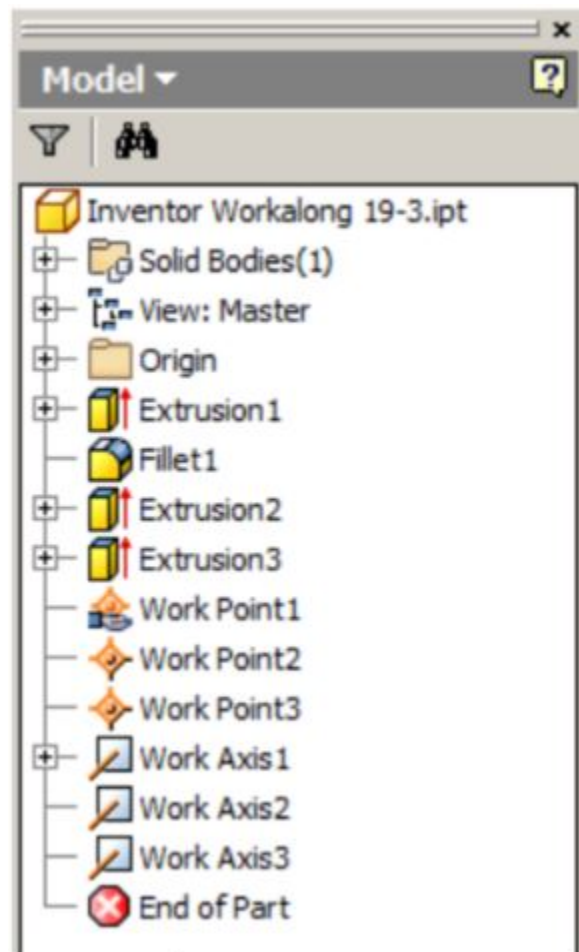 Model
Inventor Workalong 19-3.ipt
Solid Bodies(1)
View: Master
Origin
Extrusion1
Fillet1
Extrusion2
Extrusion3
Work Point1
Work Point2
Work Point3
Work Axis1
Work Axis2
Work Axis3
End of Part